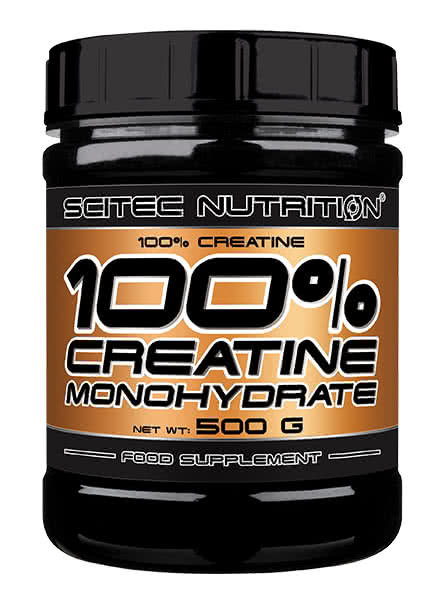 SCITEC NUTRITION®
100% CREATINE
100%
CREATINE
MONOHYDRATE
NET WT: 500 G
FOOD SUPPLEMENT